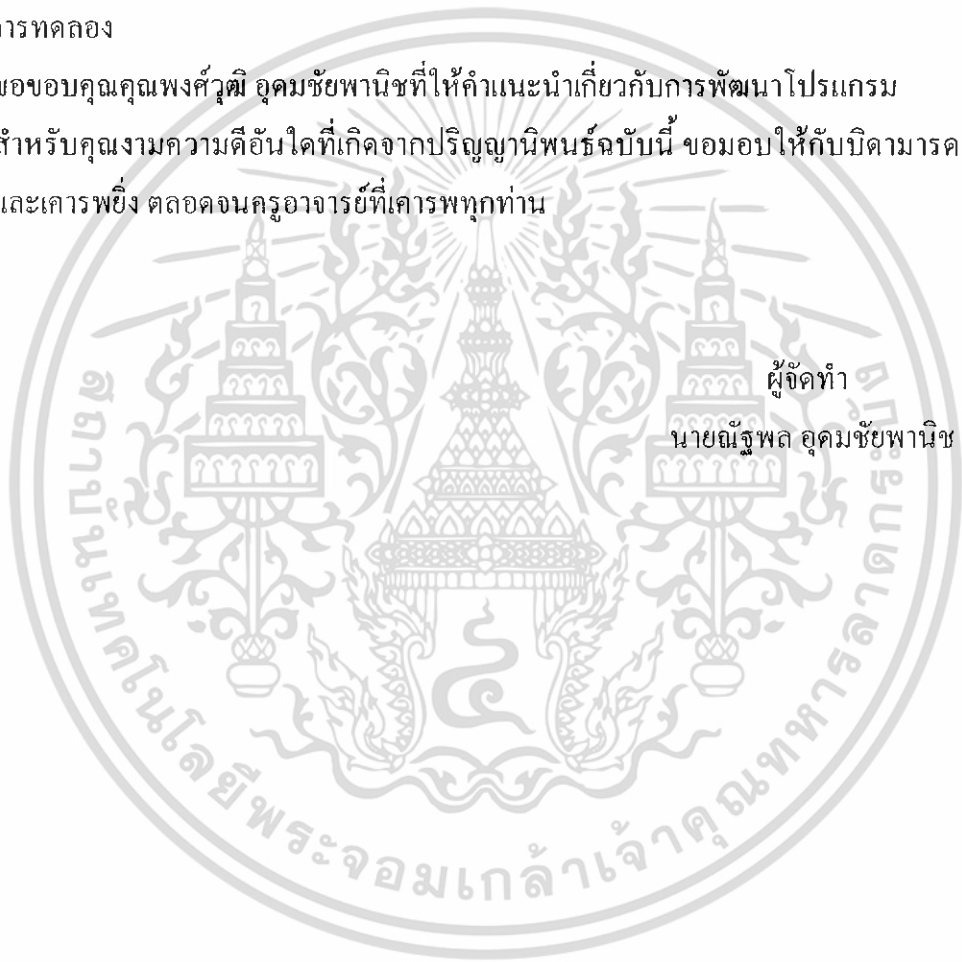 การทดลอง
ขอขอบคุณคุณพงศ์วุฒิ อุดมชัยพานิชที่ให้คำแนะนำเกี่ยวกับการพัฒนาโปรแกรม
สำหรับคุณงามความดีอันใดที่เกิดจากปริญญานิพนธ์ฉบับนี้ ขอมอบให้กับบิดามารด
และเคารพยิ่ง ตลอดจนครูอาจารย์ที่เคารพทุกท่าน
ผู้จัดทำ
นายณัฐพล อุดมชัยพานิช
สถาบันเทคโนโลยีพระจอมเกล้าเจ้าคุณทหารลาดกระบัง